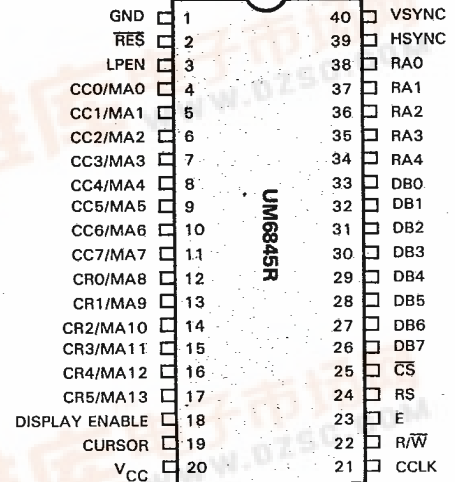 GND 1 40 VSYNC
R̅E̅S̅ 2 39 HSYNC
LPEN 3 38 RA0
CC0/MA0 4 37 RA1
CC1/MA1 5 36 RA2
CC2/MA2 6 35 RA3
CC3/MA3 7 34 RA4
CC4/MA4 8 33 DB0
CC5/MA5 9 32 DB1
CC6/MA6 10 31 DB2
CC7/MA7 11 30 DB3
CR0/MA8 12 29 DB4
CR1/MA9 13 28 DB5
CR2/MA10 14 27 DB6
CR3/MA11 15 26 DB7
CR4/MA12 16 25 C̅S̅
CR5/MA13 17 24 RS
DISPLAY ENABLE 18 23 E
CURSOR 19 22 R/W̅
VCC 20 21 CCLK
UM6845R